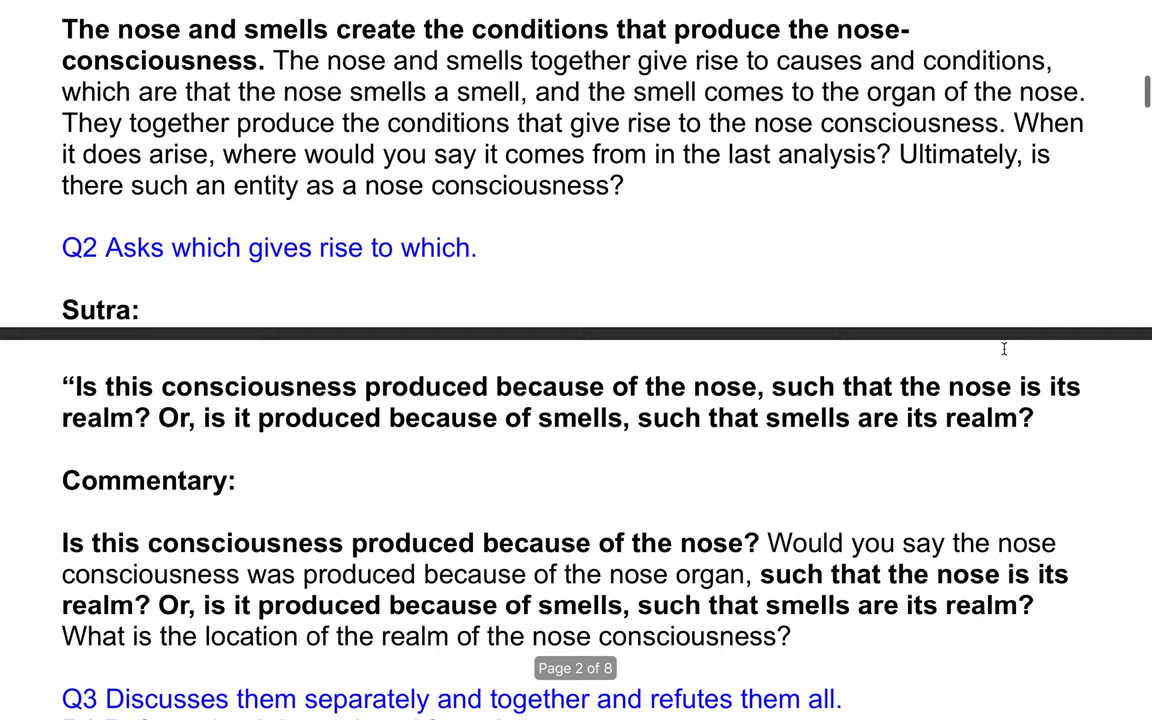 The nose and smells create the conditions that produce the nose-
consciousness. The nose and smells together give rise to causes and conditions,
which are that the nose smells a smell, and the smell comes to the organ of the nose.
They together produce the conditions that give rise to the nose consciousness. When
it does arise, where would you say it comes from in the last analysis? Ultimately, is
there such an entity as a nose consciousness?
Q2 Asks which gives rise to which.
Sutra:
“Is this consciousness produced because of the nose, such that the nose is its
realm? Or, is it produced because of smells, such that smells are its realm?
Commentary:
Is this consciousness produced because of the nose? Would you say the nose
consciousness was produced because of the nose organ, such that the nose is its
realm? Or, is it produced because of smells, such that smells are its realm?
What is the location of the realm of the nose consciousness?
Page 2 of 8
Q3 Discusses them separately and together and refutes them all.